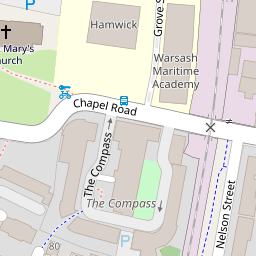 P
Hamwick
Grove S
Mary's
hurch
Warsash
Maritime
Academy
Chapel Road
The Compass
The Compass
Nelson Street
80
P